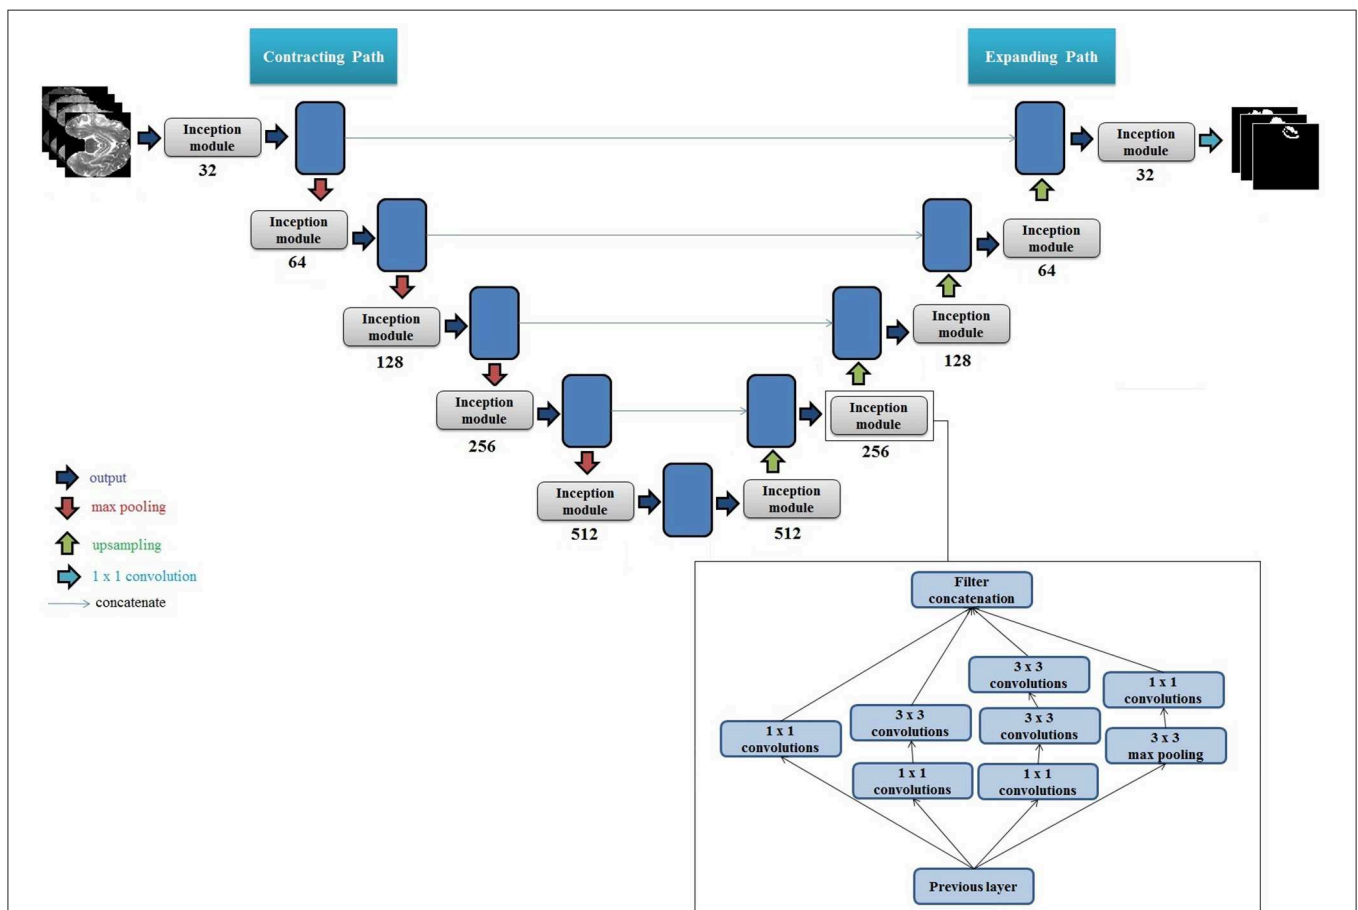 Contracting Path
Expanding Path
Inception
module
32
Inception
module
32
Inception
module
64
Inception
module
64
Inception
module
128
Inception
module
128
Inception
module
256
Inception
module
256
Inception
module
512
Inception
module
512
output
max pooling
upsampling
1 x 1 convolution
concatenate
Filter
concatenation
3 x 3
convolutions
1 x 1
convolutions
3 x 3
convolutions
3 x 3
convolutions
1 x 1
convolutions
3 x 3
max pooling
1 x 1
convolutions
1 x 1
convolutions
Previous layer